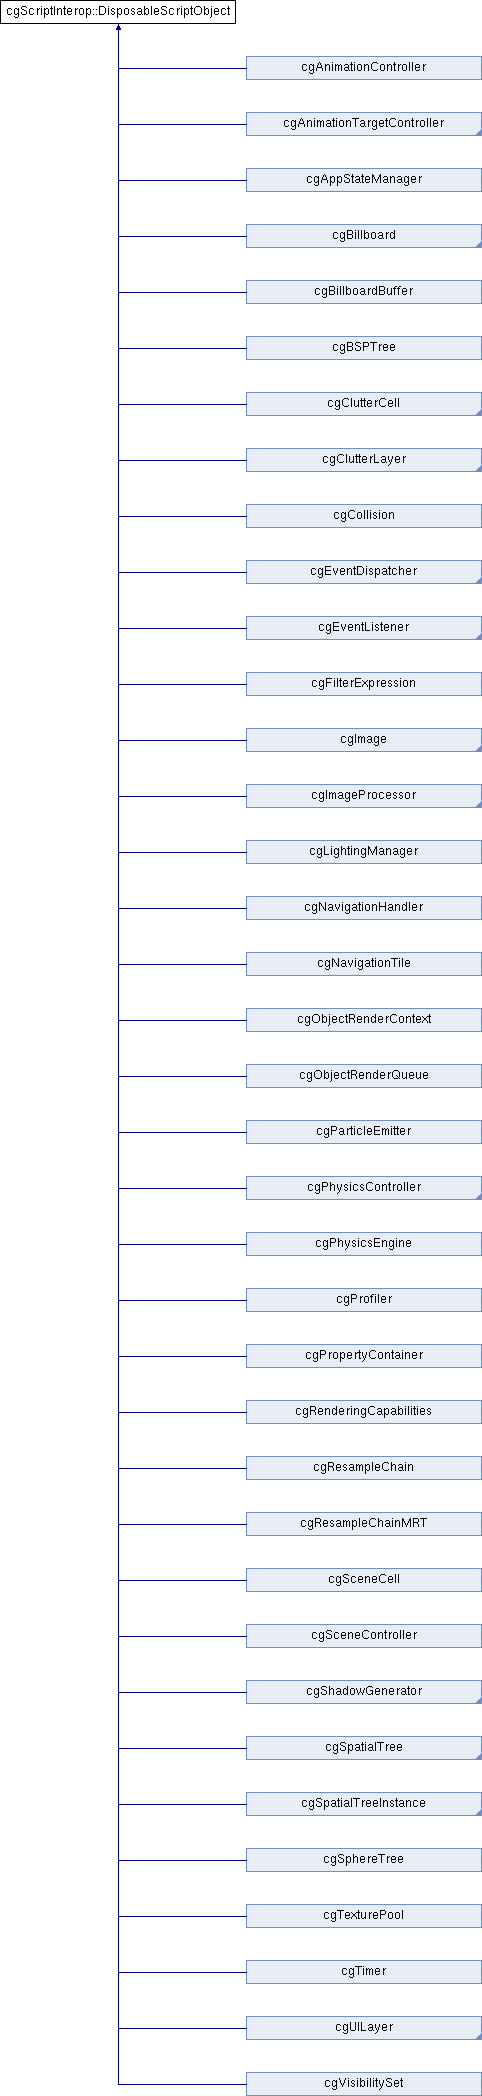 cgScriptInterop::DisposableScriptObject
cgAnimationController
cgAnimationTargetController
cgAppStateManager
cgBillboard
cgBillboardBuffer
cgBSPTree
cgClutterCell
cgClutterLayer
cgCollision
cgEventDispatcher
cgEventListener
cgFilterExpression
cgImage
cgImageProcessor
cgLightingManager
cgNavigationHandler
cgNavigationTile
cgObjectRenderContext
cgObjectRenderQueue
cgParticleEmitter
cgPhysicsController
cgPhysicsEngine
cgProfiler
cgPropertyContainer
cgRenderingCapabilities
cgResampleChain
cgResampleChainMRT
cgSceneCell
cgSceneController
cgShadowGenerator
cgSpatialTree
cgSpatialTreeInstance
cgSphereTree
cgTexturePool
cgTimer
cgUILayer
cgVisibilitySet